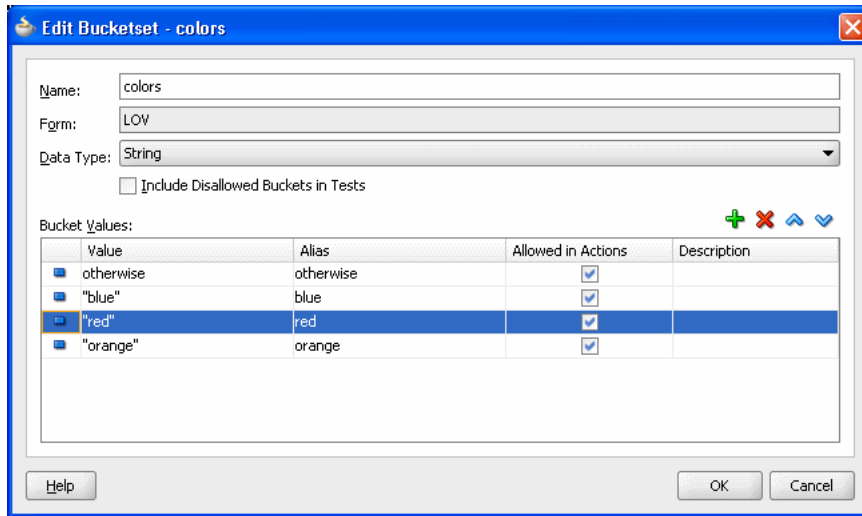 Edit Bucketset - colors
Name: colors
Form: LOV
Data Type: String
Include Disallowed Buckets in Tests
Bucket Values:
Value Alias Allowed in Actions Description
otherwise otherwise
"blue" blue
"red" red
"orange" orange
Help OK Cancel